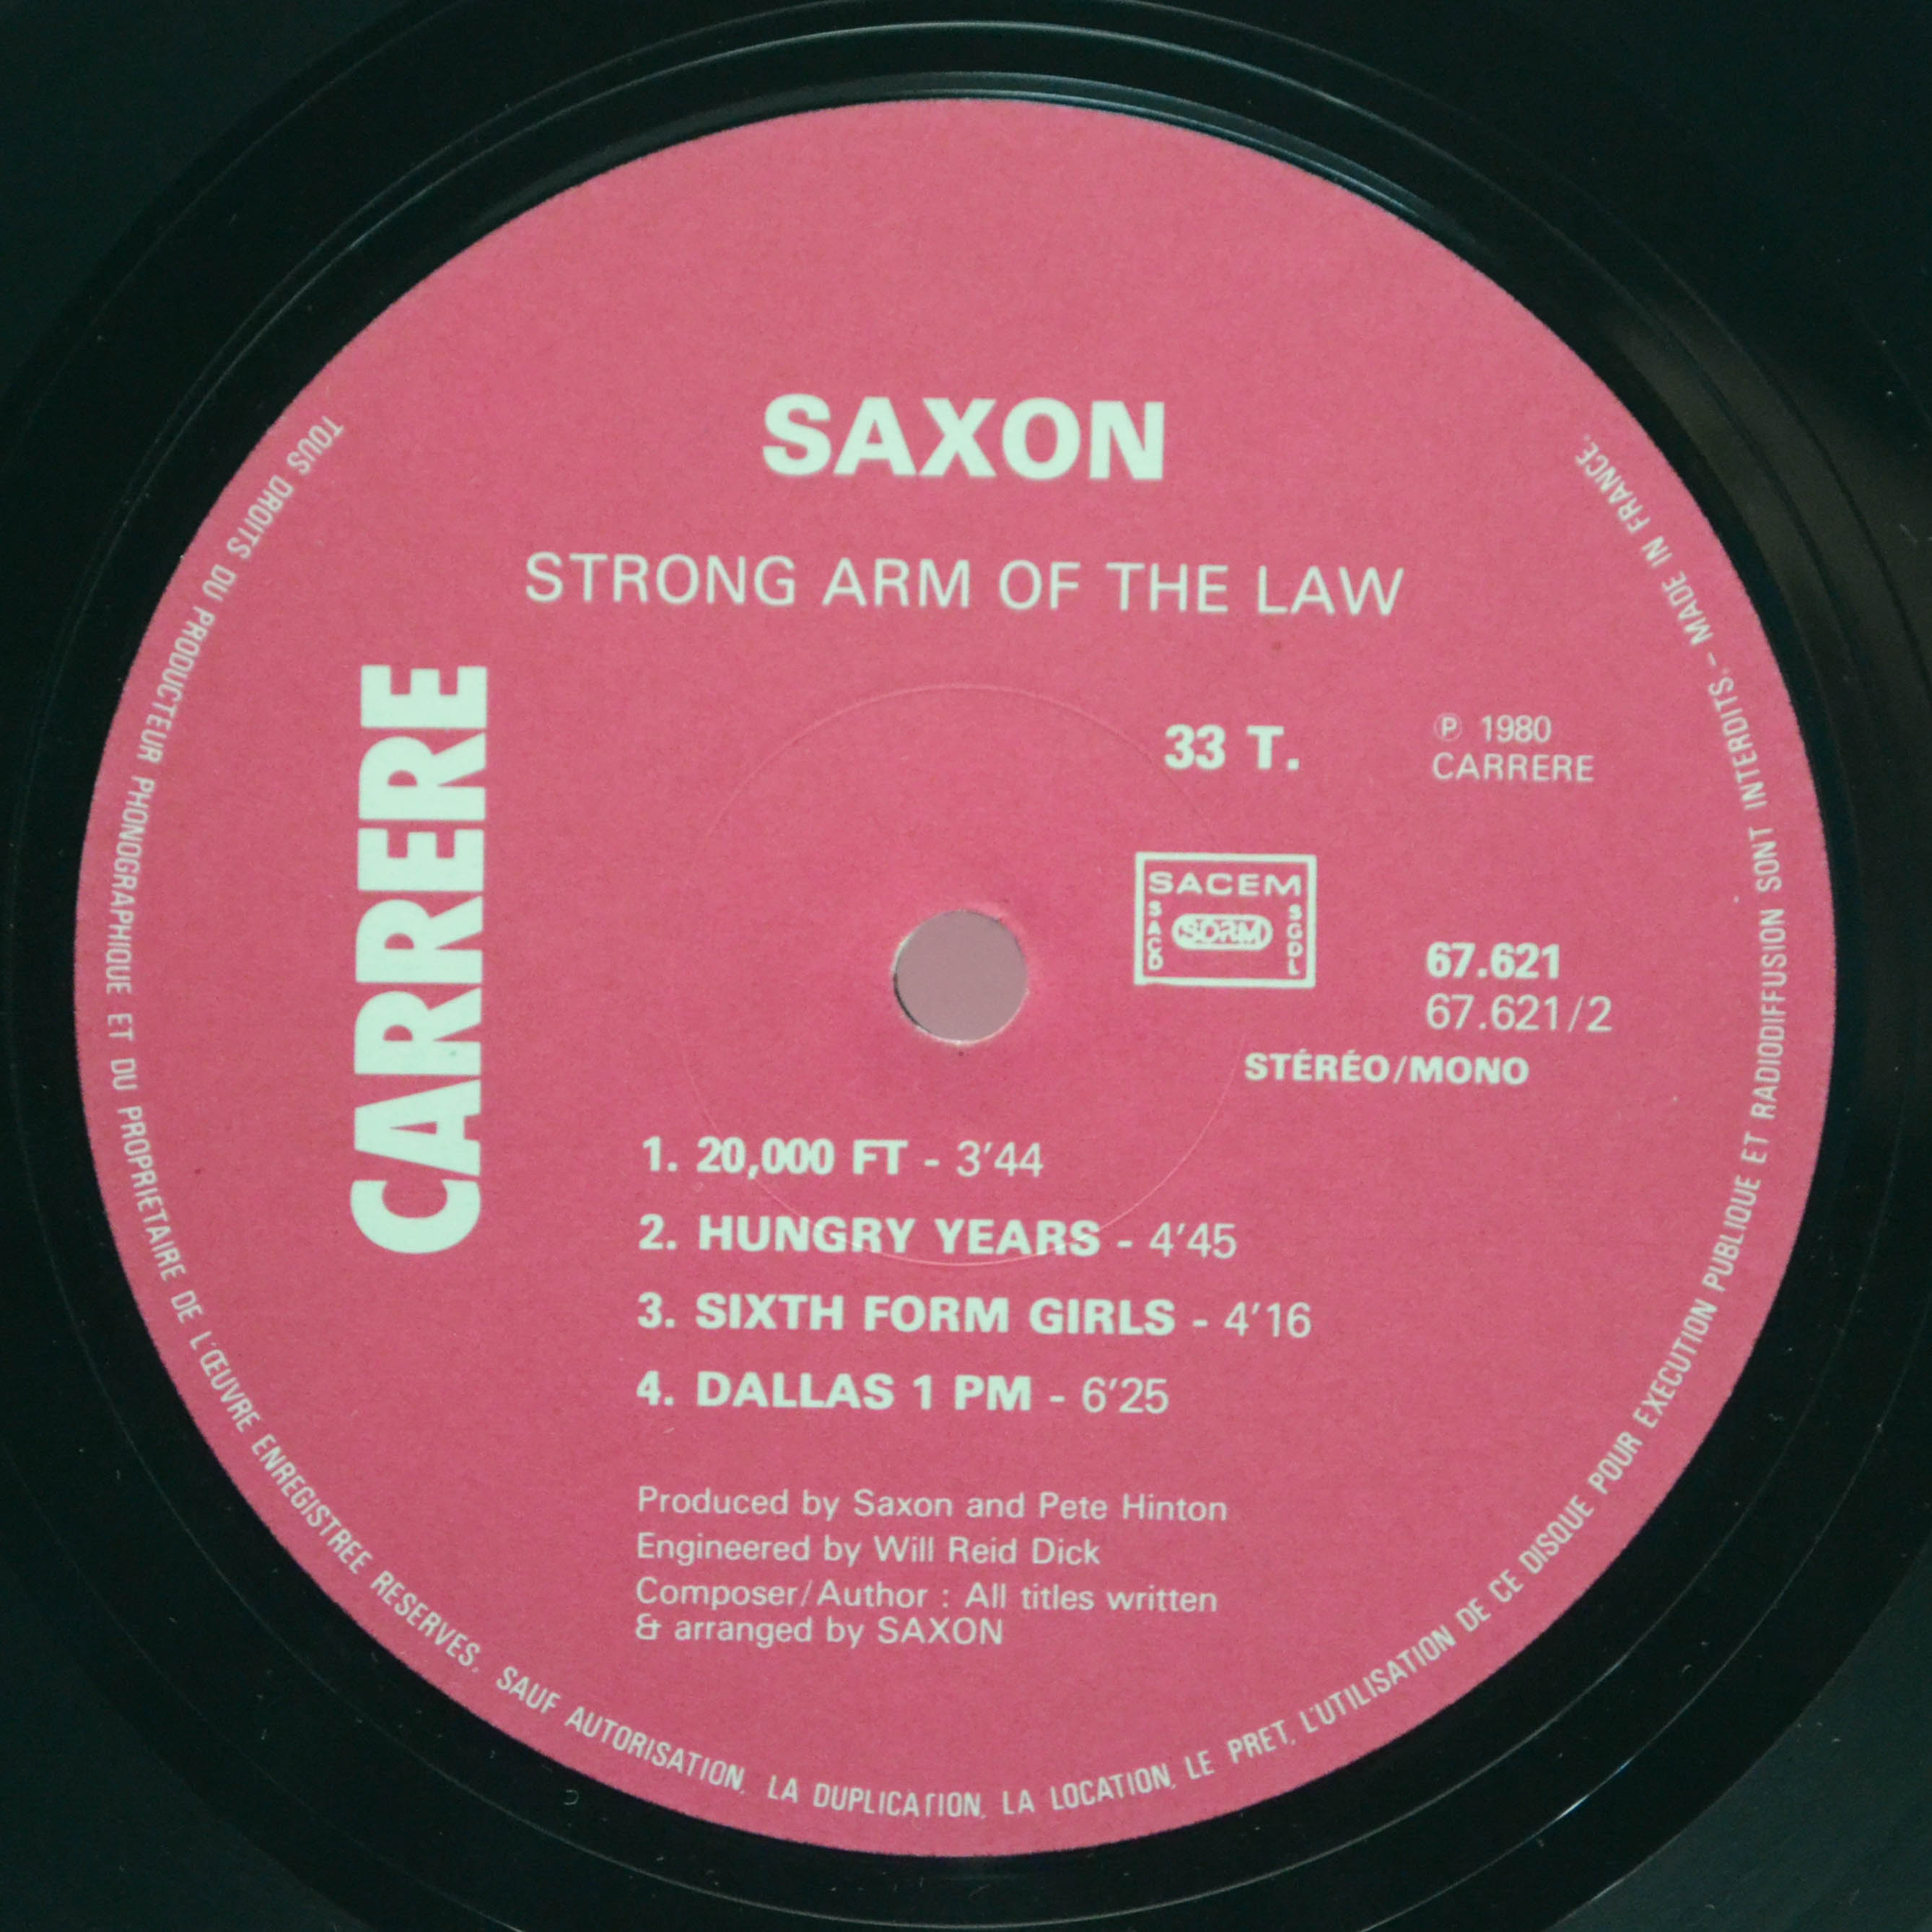 SAXON
STRONG ARM OF THE LAW
CARRERE
33 T.
℗ 1980
CARRERE
SACEM
SACD
SDRM
SGDL
67.621
67.621/2
STÉRÉO/MONO
1. 20,000 FT - 3'44
2. HUNGRY YEARS - 4'45
3. SIXTH FORM GIRLS - 4'16
4. DALLAS 1 PM - 6'25
Produced by Saxon and Pete Hinton
Engineered by Will Reid Dick
Composer/Author : All titles written
& arranged by SAXON
TOUS DROITS DU PRODUCTEUR PHONOGRAPHIQUE ET DU PROPRIETAIRE DE L'ŒUVRE ENREGISTREE RESERVES. SAUF AUTORISATION, LA DUPLICATION, LA LOCATION, LE PRET, L'UTILISATION DE CE DISQUE POUR EXECUTION PUBLIQUE ET RADIODIFFUSION SONT INTERDITS. - MADE IN FRANCE.